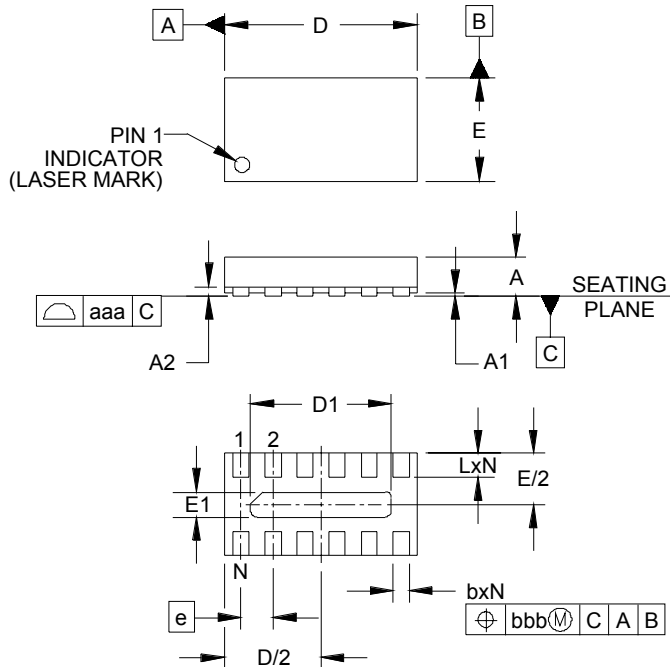 A
D
B
E
PIN 1
INDICATOR
(LASER MARK)
A
SEATING
PLANE
aaa C
A2
A1
C
D1
1 2
LxN
E/2
E1
N
bxN
e
bbb M C A B
D/2